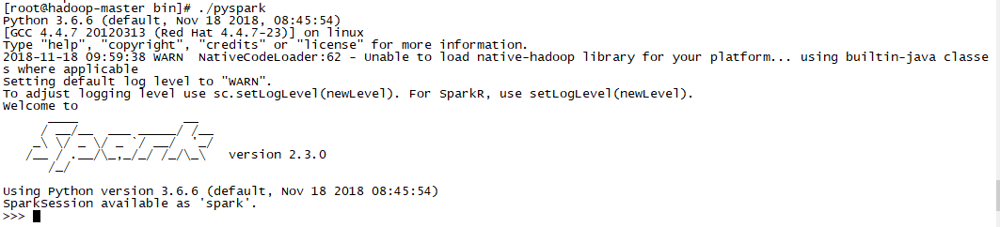 [root@hadoop-master bin]# ./pyspark
Python 3.6.6 (default, Nov 18 2018, 08:45:54)
[GCC 4.4.7 20120313 (Red Hat 4.4.7-23)] on linux
Type "help", "copyright", "credits" or "license" for more information.
2018-11-18 09:59:38 WARN  NativeCodeLoader:62 - Unable to load native-hadoop library for your platform... using builtin-java classe
s where applicable
Setting default log level to "WARN".
To adjust logging level use sc.setLogLevel(newLevel). For SparkR, use setLogLevel(newLevel).
Welcome to
      ____              __
     / __/__  ___ _____/ /__
    _\ \/ _ \/ _ `/ __/  '_/
   /__ / .__/\_,_/_/ /_/\_\   version 2.3.0
      /_/
Using Python version 3.6.6 (default, Nov 18 2018 08:45:54)
SparkSession available as 'spark'.
>>>